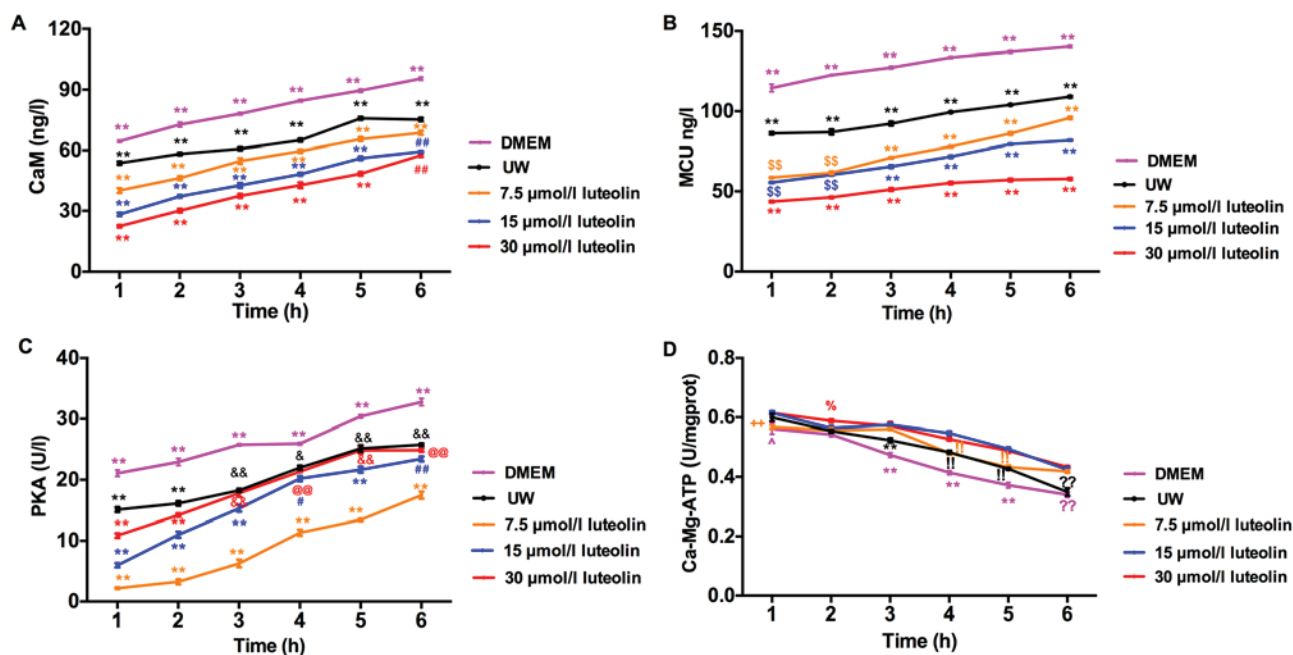 A
CaM (ng/l)
120
90
60
30
0
** ** ** ** ** **
** ** ** ** ** **
** ** ** ** ** **
** ** ** ** ** ##
** ** ** ** ** ##
1 2 3 4 5 6
Time (h)
DMEM
UW
7.5 µmol/l luteolin
15 µmol/l luteolin
30 µmol/l luteolin
B
MCU ng/l
150
100
50
0
** ** ** ** ** **
** ** ** ** ** **
$$ $$ ** ** ** **
$$ $$ ** ** ** **
** ** ** ** ** **
1 2 3 4 5 6
Time (h)
DMEM
UW
7.5 µmol/l luteolin
15 µmol/l luteolin
30 µmol/l luteolin
C
PKA (U/l)
40
30
20
10
0
** ** ** ** ** **
** ** && & && &&
** ** && @@ && @@
** ** ** # ** ##
** ** ** ** ** **
1 2 3 4 5 6
Time (h)
DMEM
UW
7.5 µmol/l luteolin
15 µmol/l luteolin
30 µmol/l luteolin
D
Ca-Mg-ATP (U/mgprot)
0.8
0.6
0.4
0.2
0.0
%
++ !! !!
** !! !! ??
^ ** ** ** ??
1 2 3 4 5 6
Time (h)
DMEM
UW
7.5 µmol/l luteolin
15 µmol/l luteolin
30 µmol/l luteolin